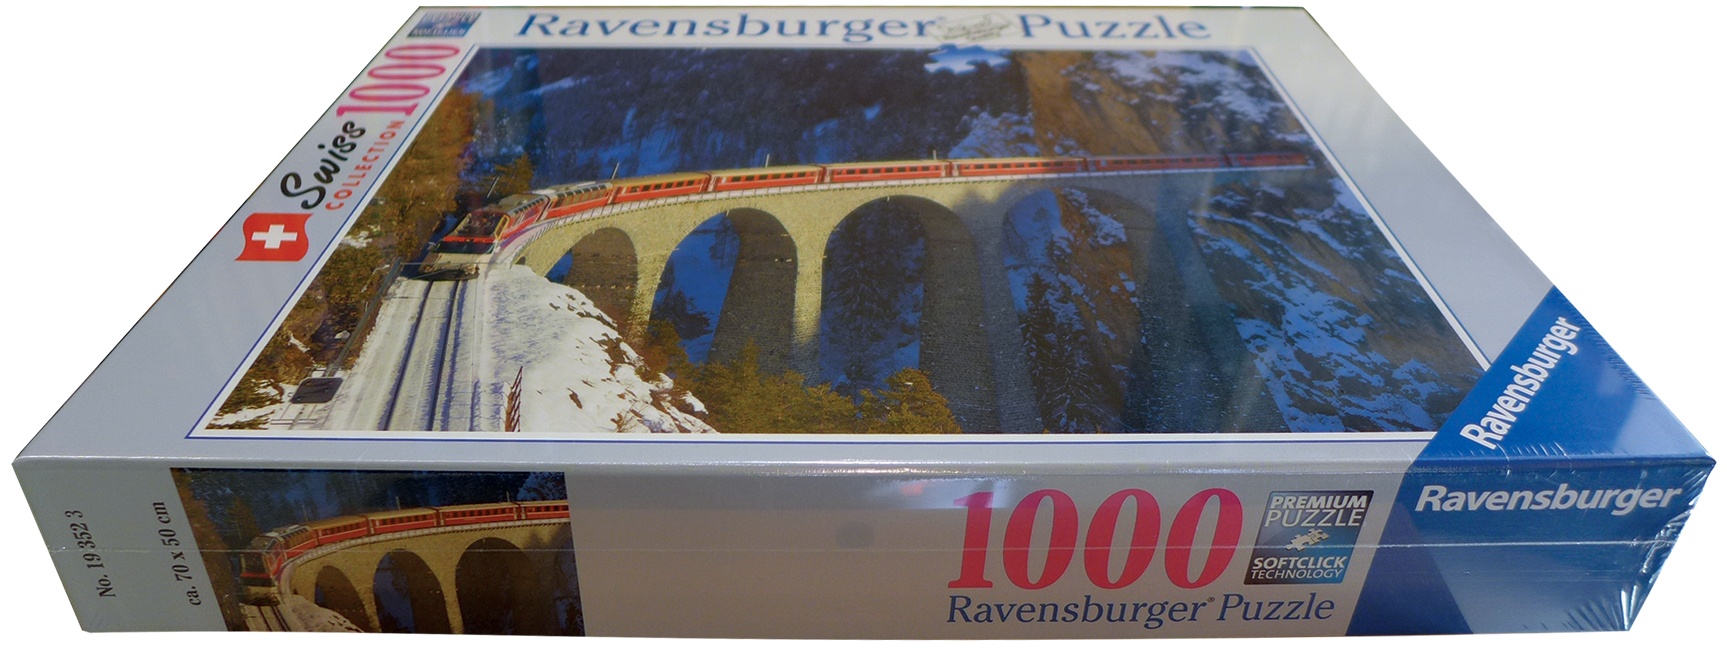 Ravensburger Puzzle
1000
Swiss
COLLECTION
Ravensburger
No. 19 352 3
ca. 70 x 50 cm
1000
Ravensburger® Puzzle
PREMIUM
PUZZLE
SOFTCLICK
TECHNOLOGY
Ravensburger